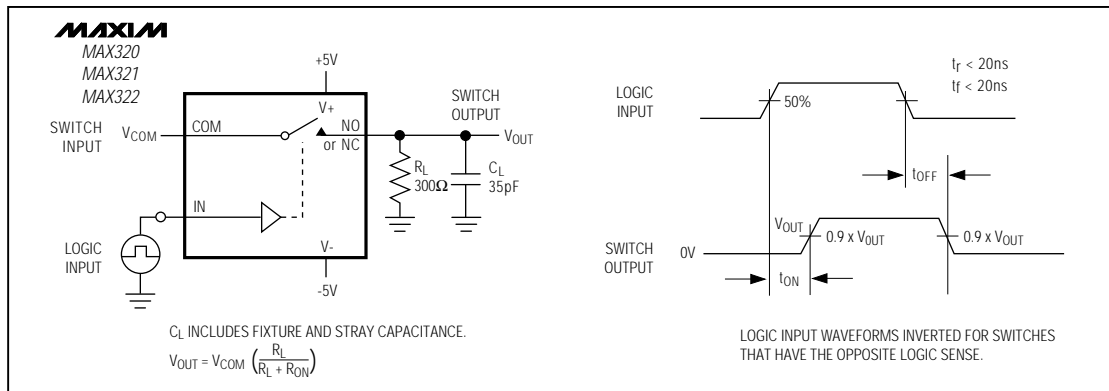 MAXIM
MAX320
MAX321
MAX322
+5V
V+
SWITCH
OUTPUT
SWITCH
INPUT
VCOM
COM
NO
or NC
VOUT
RL
300Ω
CL
35pF
IN
LOGIC
INPUT
V-
-5V
CL INCLUDES FIXTURE AND STRAY CAPACITANCE.
VOUT = VCOM (RL / RL + RON)
tr < 20ns
tf < 20ns
LOGIC
INPUT
50%
tOFF
VOUT
0.9 x VOUT
0.9 x VOUT
SWITCH
OUTPUT
0V
tON
LOGIC INPUT WAVEFORMS INVERTED FOR SWITCHES
THAT HAVE THE OPPOSITE LOGIC SENSE.